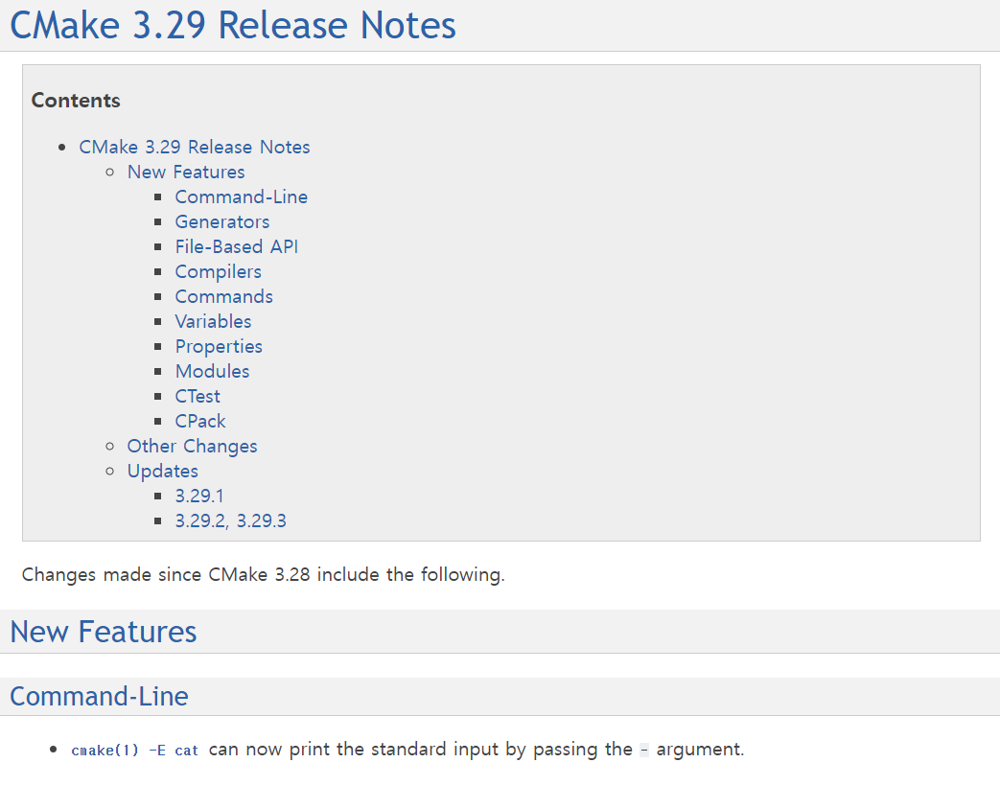 CMake 3.29 Release Notes
Contents
CMake 3.29 Release Notes
New Features
Command-Line
Generators
File-Based API
Compilers
Commands
Variables
Properties
Modules
CTest
CPack
Other Changes
Updates
3.29.1
3.29.2, 3.29.3
Changes made since CMake 3.28 include the following.
New Features
Command-Line
cmake(1) -E cat can now print the standard input by passing the - argument.